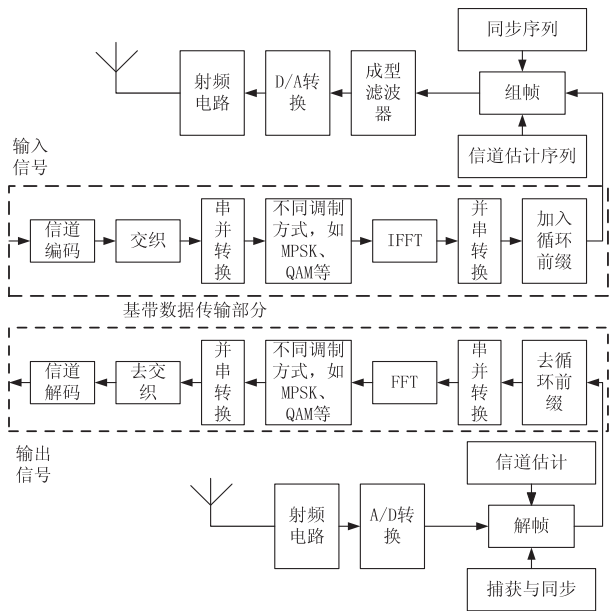 同步序列
射频
电路
D/A转
换
成型
滤波
器
组帧
信道估计序列
输入
信号
信道
编码
交织
串
并
转
换
不同调制
方式，如
MPSK、
QAM等
IFFT
并
串
转
换
加入
循环
前缀
基带数据传输部分
信道
解码
去交
织
并
串
转
换
不同调制
方式，如
MPSK、
QAM等
FFT
串
并
转
换
去循
环前
缀
输出
信号
信道估计
射频
电路
A/D转
换
解帧
捕获与同步